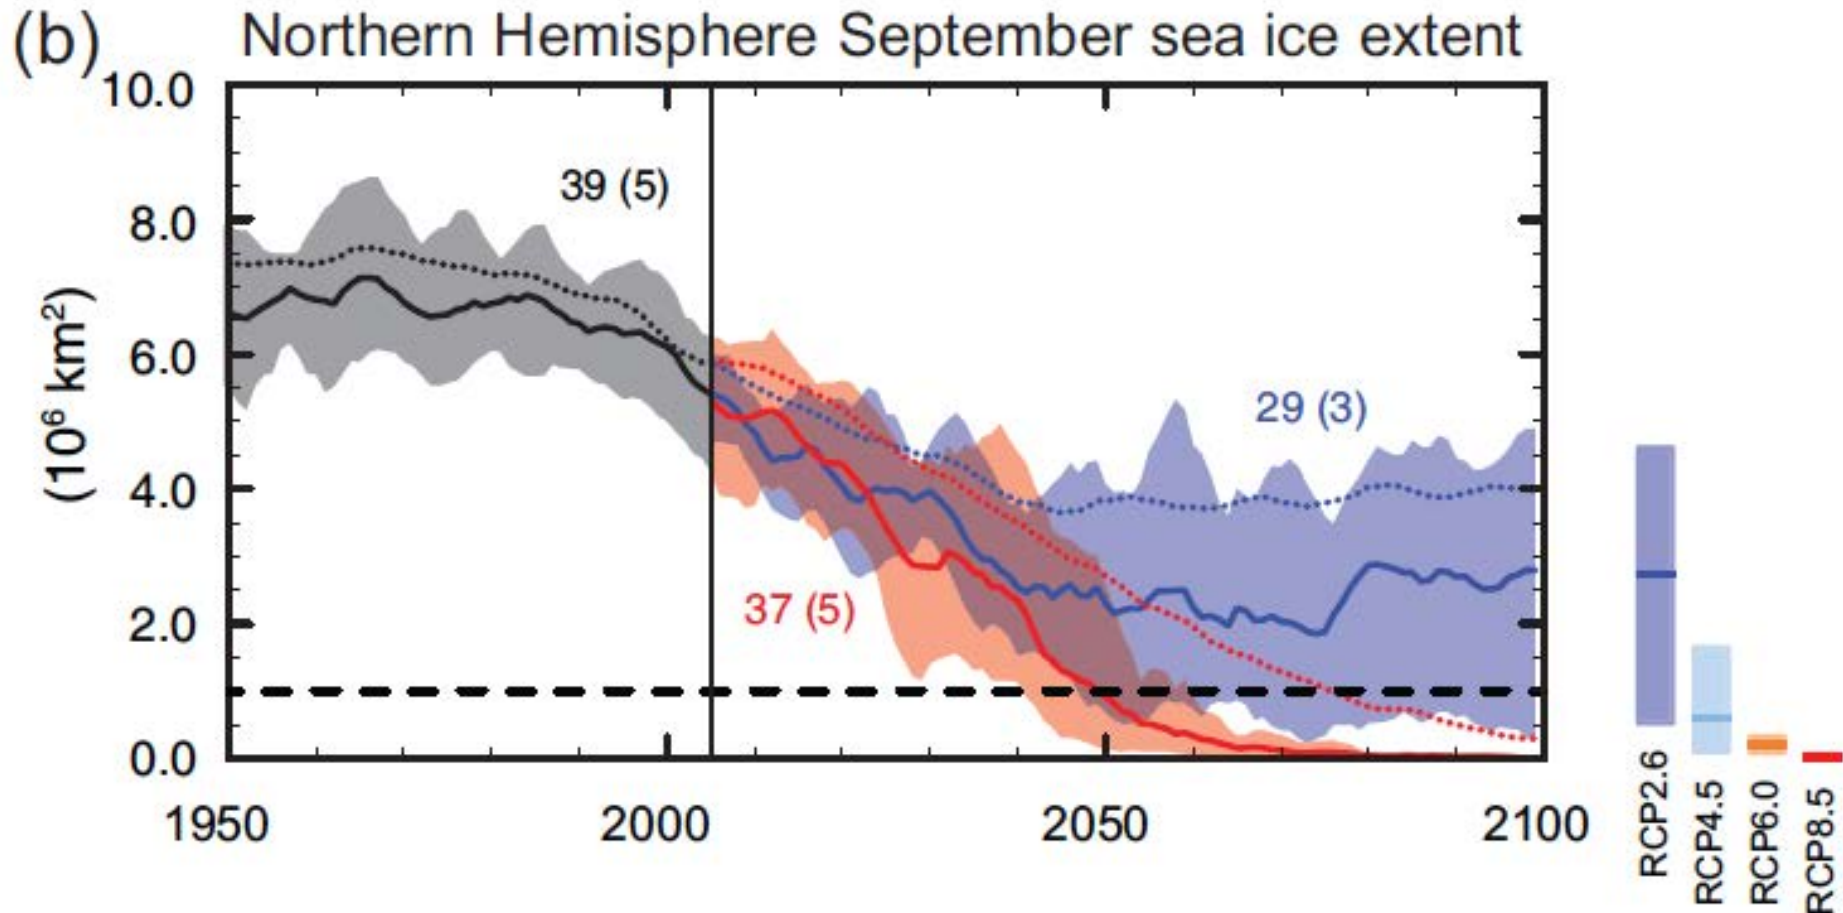 (b) Northern Hemisphere September sea ice extent
10.0
8.0
6.0
4.0
2.0
0.0
(10⁶ km²)
39 (5)
29 (3)
37 (5)
1950
2000
2050
2100
RCP2.6
RCP4.5
RCP6.0
RCP8.5